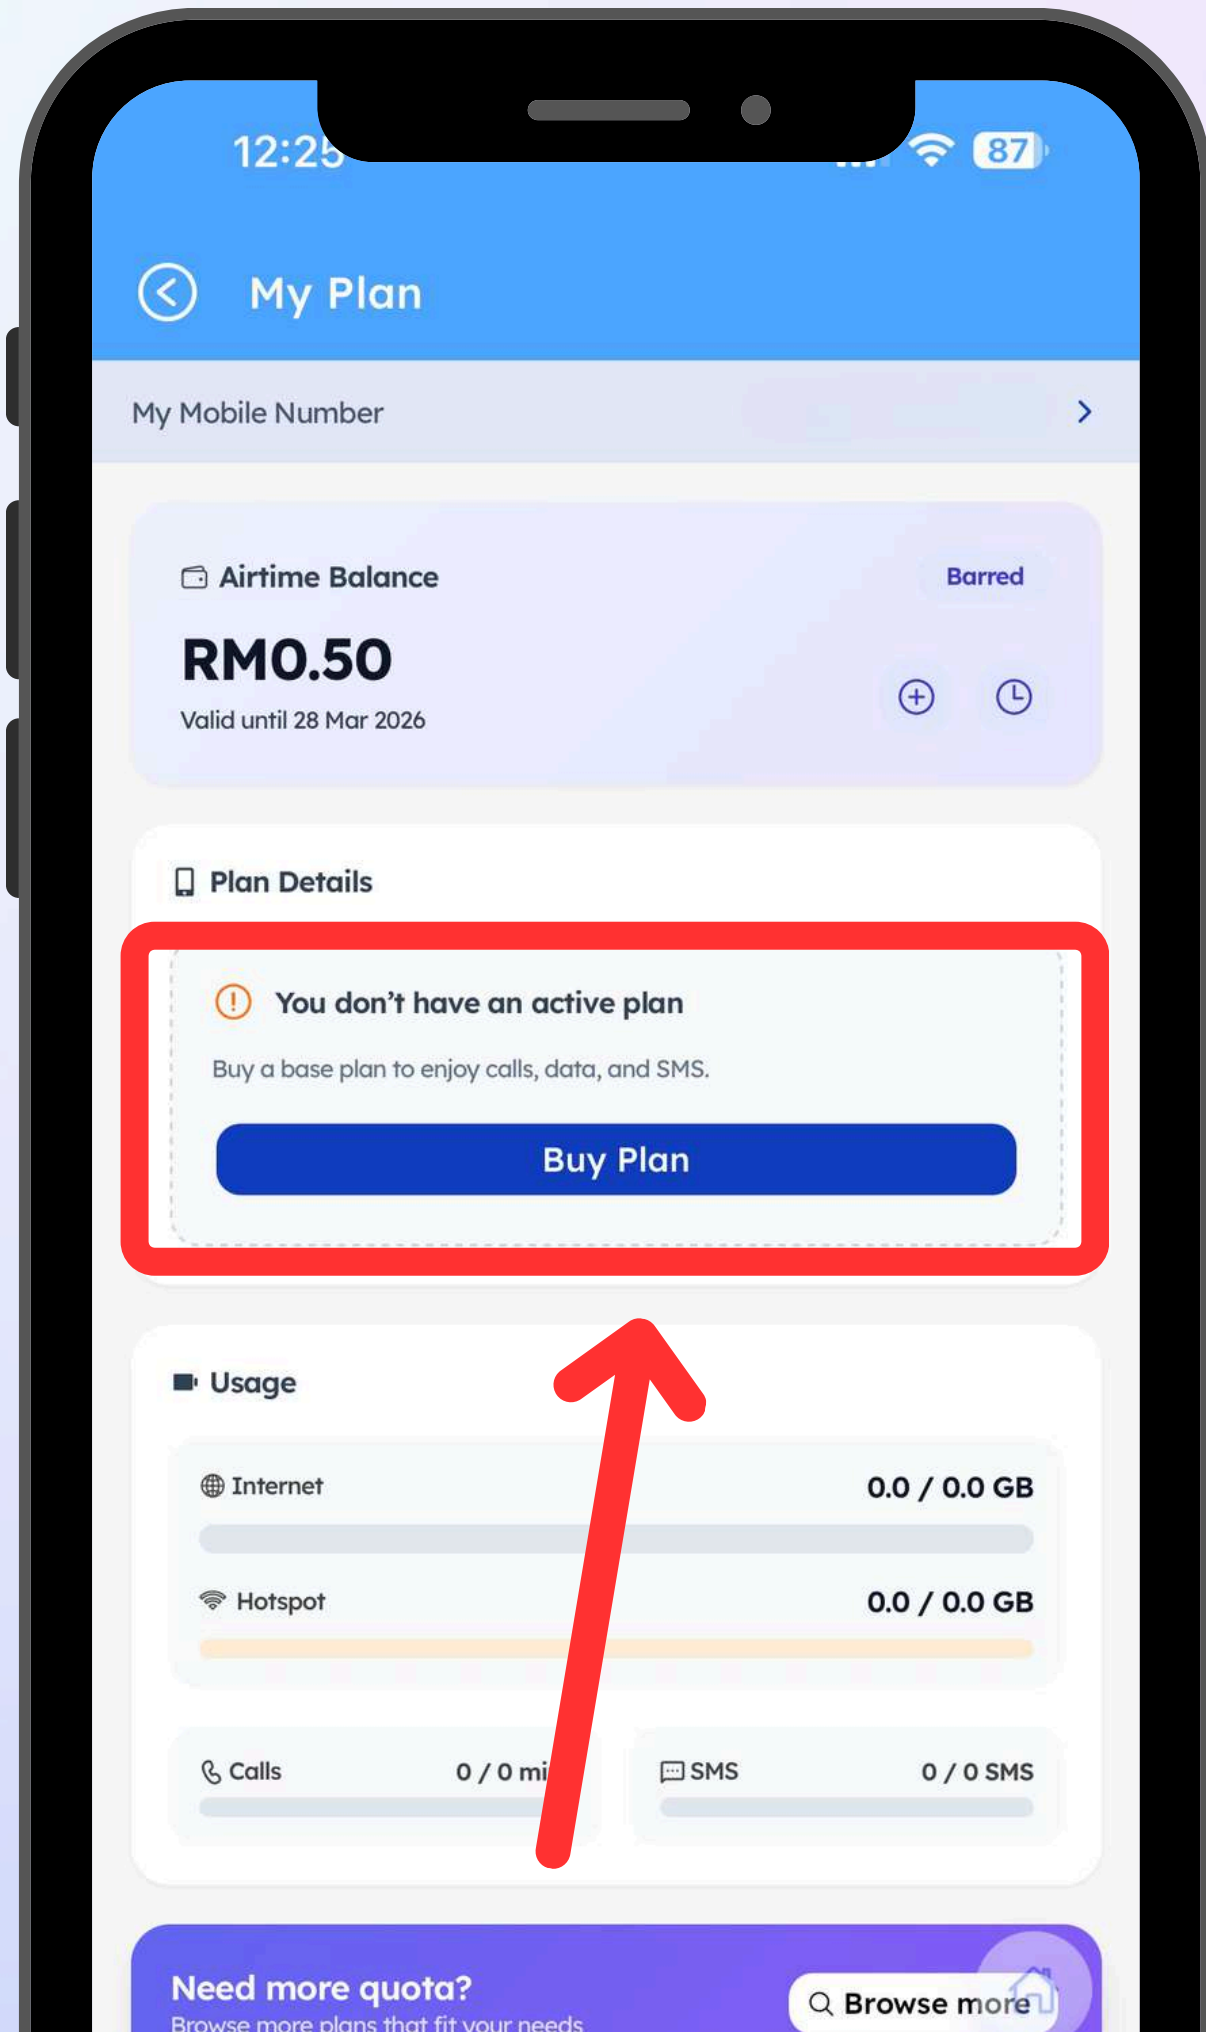 12:25
87
My Plan
My Mobile Number
Airtime Balance
Barred
RM0.50
Valid until 28 Mar 2026
Plan Details
You don't have an active plan
Buy a base plan to enjoy calls, data, and SMS.
Buy Plan
Usage
Internet 0.0 / 0.0 GB
Hotspot 0.0 / 0.0 GB
Calls 0 / 0 mi
SMS 0 / 0 SMS
Need more quota?
Browse more plans that fit your needs
Browse more